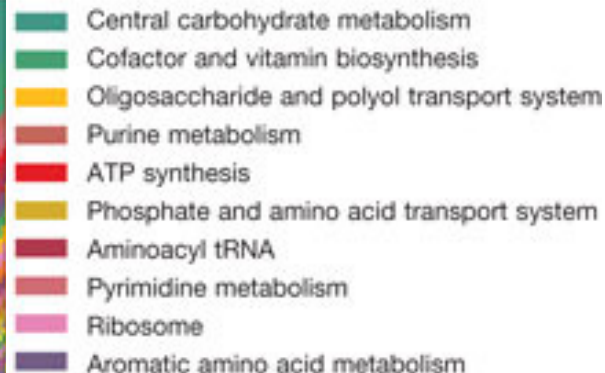 Central carbohydrate metabolism
Cofactor and vitamin biosynthesis
Oligosaccharide and polyol transport system
Purine metabolism
ATP synthesis
Phosphate and amino acid transport system
Aminoacyl tRNA
Pyrimidine metabolism
Ribosome
Aromatic amino acid metabolism